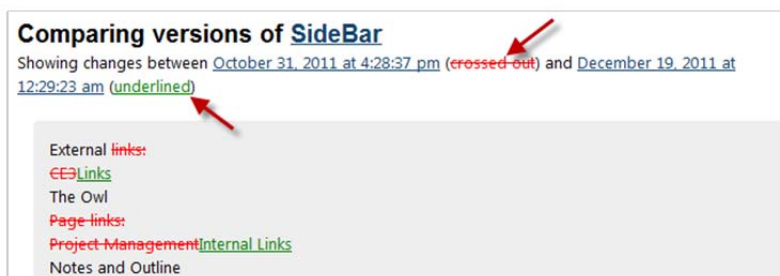 Comparing versions of SideBar
Showing changes between October 31, 2011 at 4:28:37 pm (crossed out) and December 19, 2011 at
12:29:23 am (underlined)
External links:
CE3Links
The Owl
Page links:
Project ManagementInternal Links
Notes and Outline